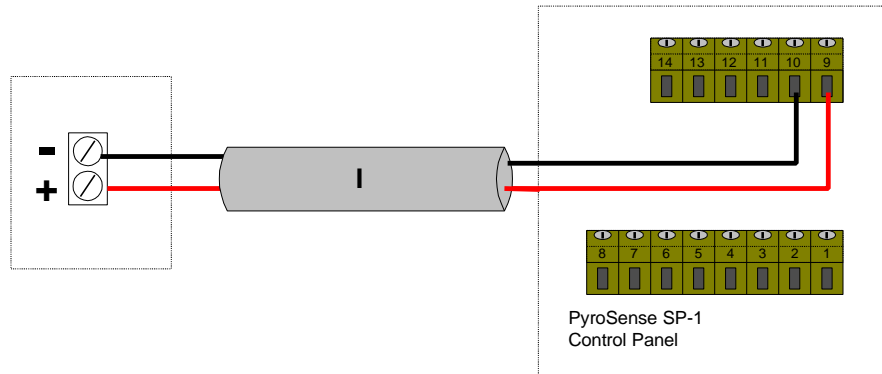 14 13 12 11 10 9
-
+
I
8 7 6 5 4 3 2 1
PyroSense SP-1
Control Panel